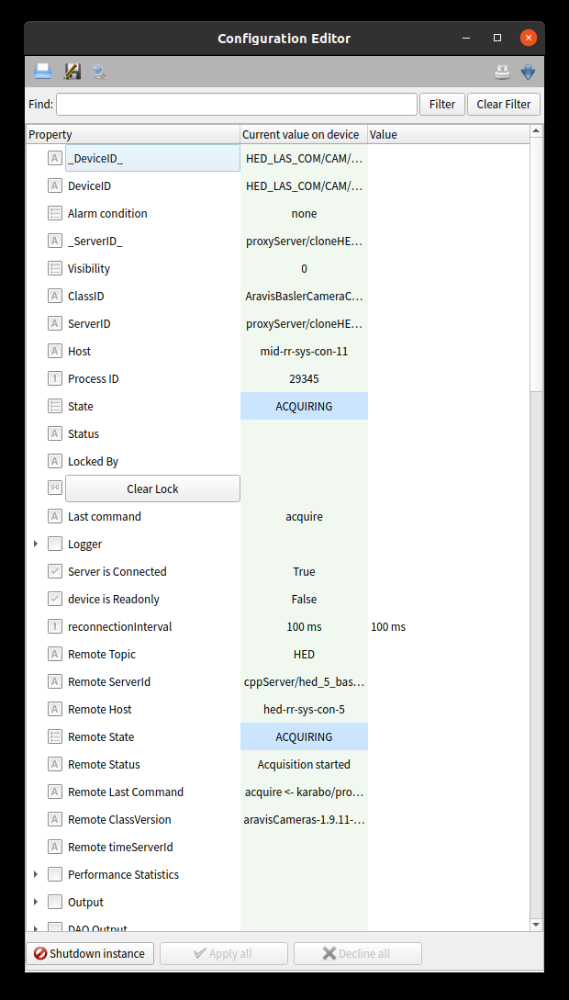 Configuration Editor
Find: Filter Clear Filter
Property Current value on device Value
_DeviceID_ HED_LAS_COM/CAM/...
DeviceID HED_LAS_COM/CAM/...
Alarm condition none
_ServerID_ proxyServer/cloneHE...
Visibility 0
ClassID AravisBaslerCameraC...
ServerID proxyServer/cloneHE...
Host mid-rr-sys-con-11
Process ID 29345
State ACQUIRING
Status
Locked By
Clear Lock
Last command acquire
Logger
Server is Connected True
device is Readonly False
reconnectionInterval 100 ms 100 ms
Remote Topic HED
Remote ServerId cppServer/hed_5_bas...
Remote Host hed-rr-sys-con-5
Remote State ACQUIRING
Remote Status Acquisition started
Remote Last Command acquire <- karabo/pro...
Remote ClassVersion aravisCameras-1.9.11-...
Remote timeServerId
Performance Statistics
Output
DAQ Output
Shutdown instance Apply all Decline all